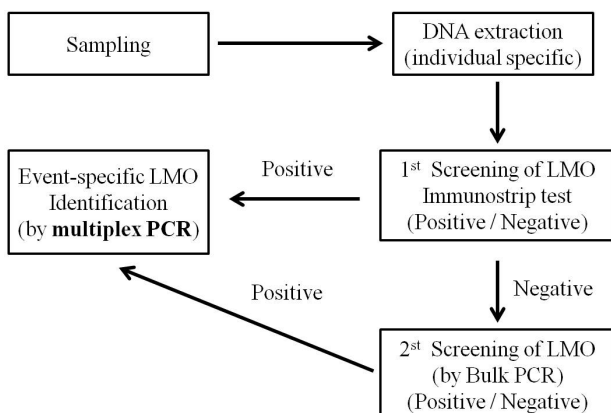 Sampling
DNA extraction
(individual specific)
Positive
1st Screening of LMO
Immunostrip test
(Positive / Negative)
Event-specific LMO
Identification
(by multiplex PCR)
Positive
Negative
2st Screening of LMO
(by Bulk PCR)
(Positive / Negative)